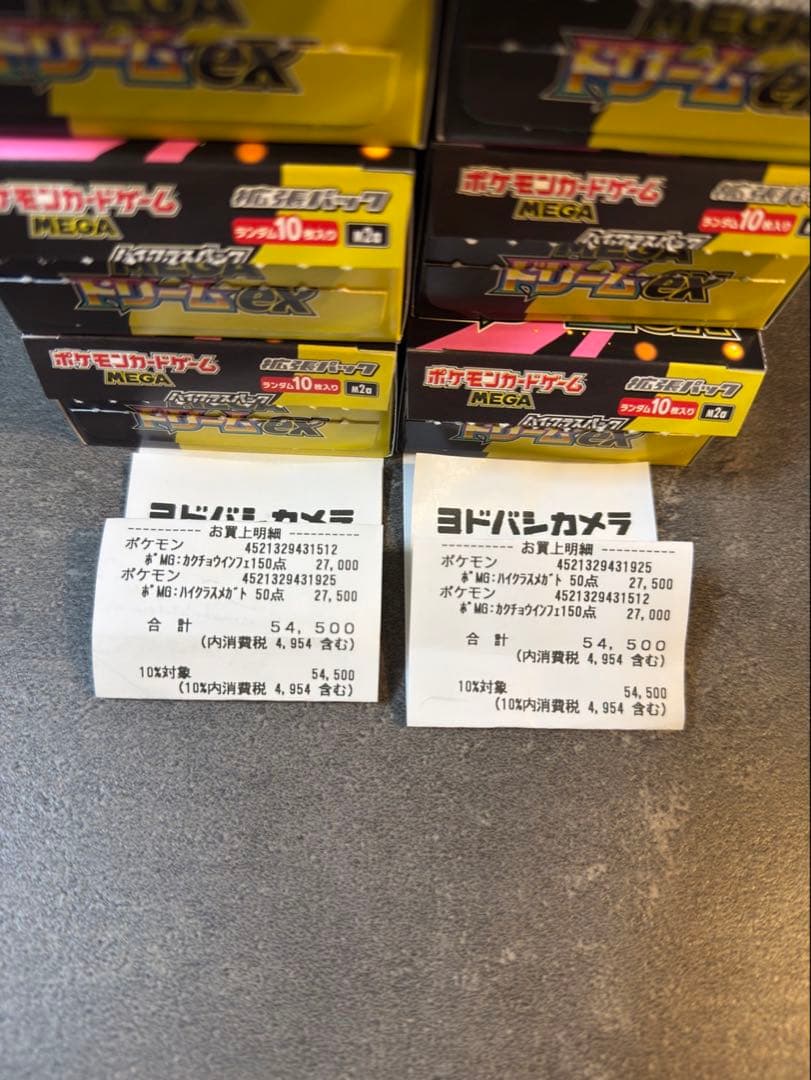 MEGA
ドリームex
MEGA
ドリームex
ポケモンカードゲーム
MEGA
拡張パック
ランダム10枚入り
M2a
ハイクラスパック
MEGA
ドリームex
ポケモンカードゲーム
MEGA
拡張パック
ランダム10枚入り
M2a
ハイクラスパック
MEGA
ドリームex
ポケモンカードゲーム
MEGA
拡張パック
ランダム10枚入り
M2a
ハイクラスパック
ドリームex
ポケモンカードゲーム
MEGA
拡張パック
ランダム10枚入り
M2a
ハイクラスパック
ドリームex
ヨドバシカメラ
---------- お買上明細 ----------
ポケモン 4521329431512
ポMG:カクチョウインフェ150点 27,000
ポケモン 4521329431925
ポMG:ハイクラスメガト 50点 27,500
合 計 54,500
(内消費税 4,954 含む)
10%対象 54,500
(10%内消費税 4,954 含む)
ヨドバシカメラ
---------- お買上明細 ----------
ポケモン 4521329431925
ポMG:ハイクラスメガト 50点 27,500
ポケモン 4521329431512
ポMG:カクチョウインフェ150点 27,000
合 計 54,500
(内消費税 4,954 含む)
10%対象 54,500
(10%内消費税 4,954 含む)